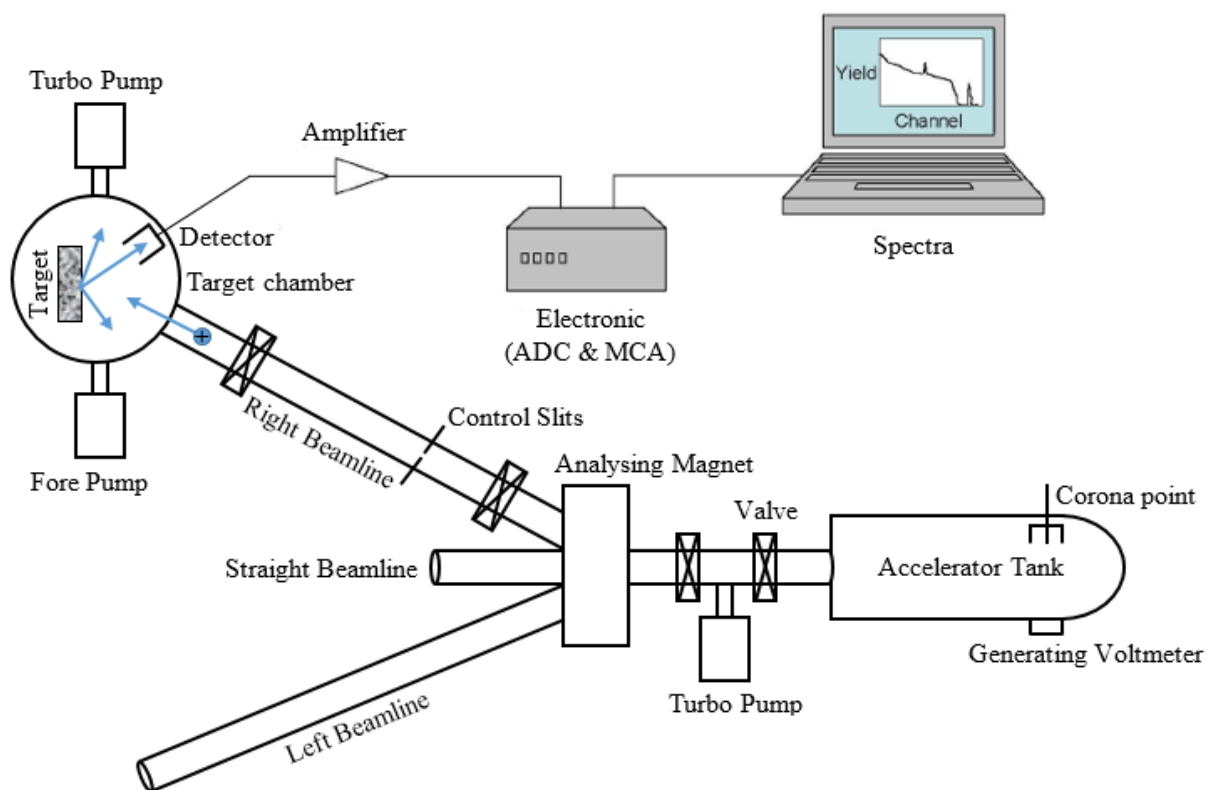 Turbo Pump
Amplifier
Yield
Channel
Detector
Target
Target chamber
Spectra
Electronic
(ADC & MCA)
Right Beamline
Control Slits
Fore Pump
Analysing Magnet
Valve
Corona point
Straight Beamline
Accelerator Tank
Generating Voltmeter
Turbo Pump
Left Beamline